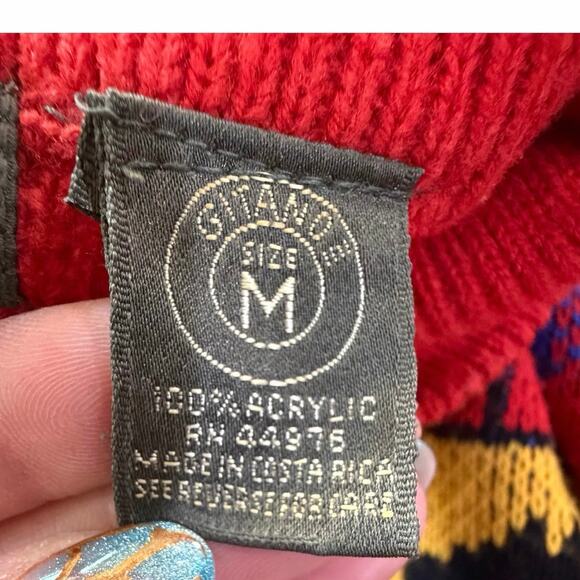 GITANO
SIZE
M
100% ACRYLIC
RN 44976
MADE IN COSTA RICA
SEE REVERSE FOR CARE